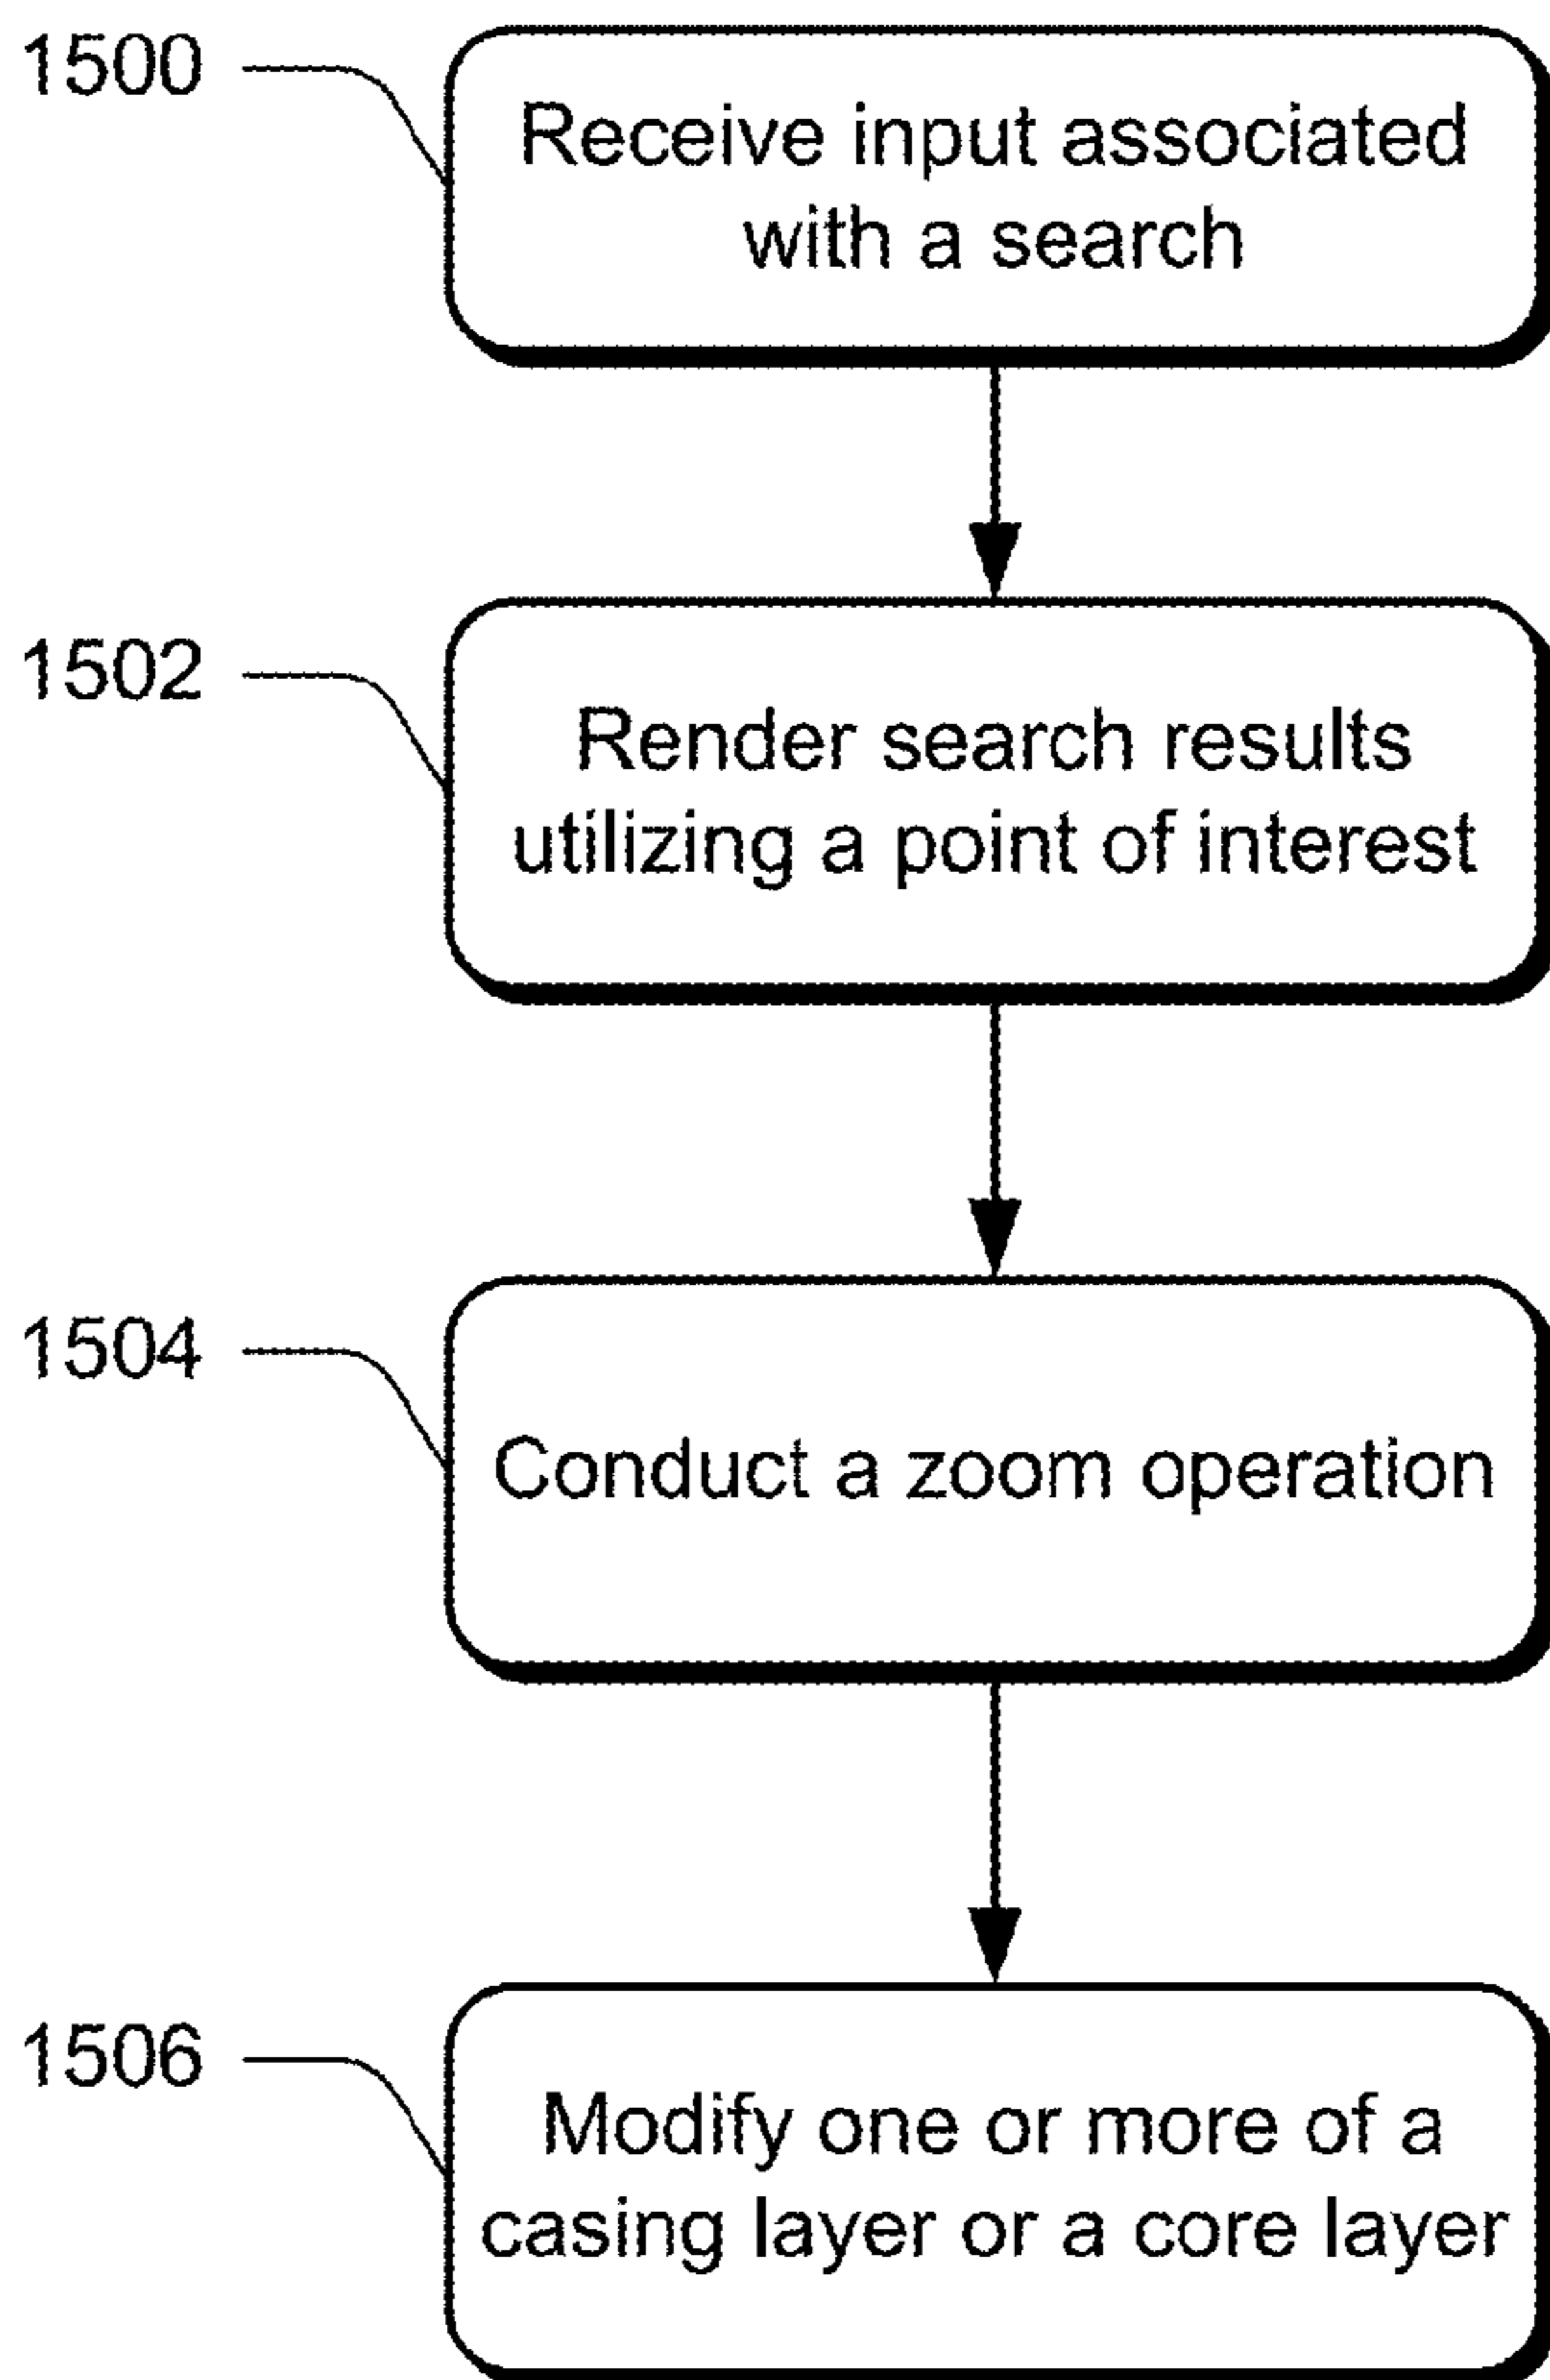 1500
Receive input associated
with a search
1502
Render search results
utilizing a point of interest
1504
Conduct a zoom operation
1506
Modify one or more of a
casing layer or a core layer